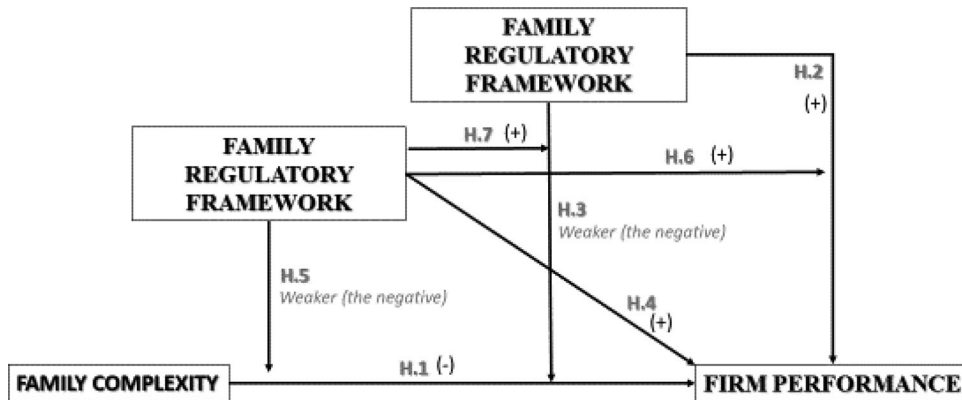 FAMILY
REGULATORY
FRAMEWORK
H.2
(+)
H.7 (+)
FAMILY
REGULATORY
FRAMEWORK
H.6 (+)
H.3
Weaker (the negative)
H.5
Weaker (the negative)
H.4
(+)
H.1 (-)
FAMILY COMPLEXITY
FIRM PERFORMANCE